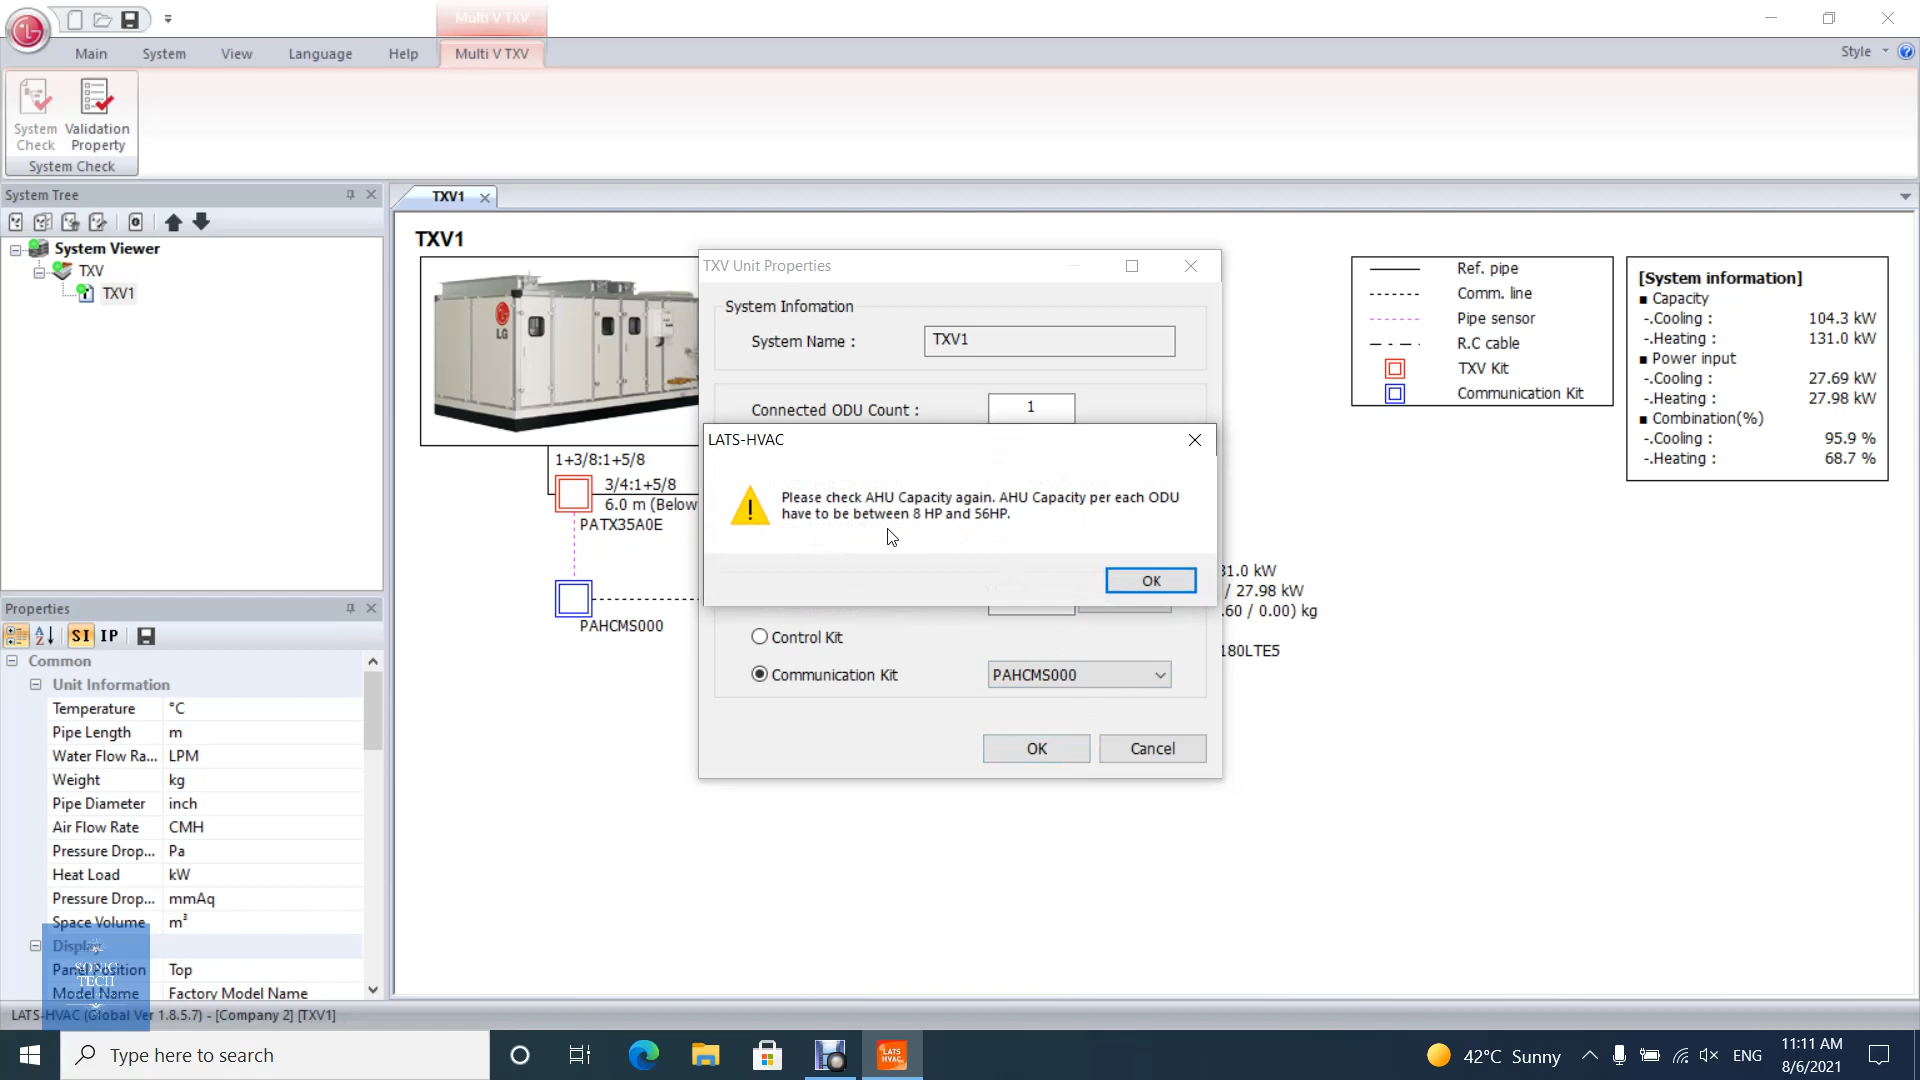 Multi V TXV
Main System View Language Help Multi V TXV
Style
System Check
Validation Property
System Check
System Tree
System Viewer
TXV
TXV1
Properties
SI IP
Common
Unit Information
Temperature °C
Pipe Length m
Water Flow Ra... LPM
Weight kg
Pipe Diameter inch
Air Flow Rate CMH
Pressure Drop... Pa
Heat Load kW
Pressure Drop... mmAq
Space Volume m³
Display
Panel Position Top
Model Name Factory Model Name
SONIC
TECH
TXV1
TXV1
LG
1+3/8:1+5/8
3/4:1+5/8
6.0 m (Below
PATX35A0E
PAHCMS000
TXV Unit Properties
System Infomation
System Name : TXV1
Connected ODU Count : 1
LATS-HVAC
Please check AHU Capacity again. AHU Capacity per each ODU
have to be between 8 HP and 56HP.
OK
Control Kit
Communication Kit PAHCMS000
OK Cancel
31.0 kW
/ 27.98 kW
.60 / 0.00) kg
180LTE5
Ref. pipe
Comm. line
Pipe sensor
R.C cable
TXV Kit
Communication Kit
[System information]
■ Capacity
-.Cooling : 104.3 kW
-.Heating : 131.0 kW
■ Power input
-.Cooling : 27.69 kW
-.Heating : 27.98 kW
■ Combination(%)
-.Cooling : 95.9 %
-.Heating : 68.7 %
LATS-HVAC (Global Ver 1.8.5.7) - [Company 2] [TXV1]
Type here to search
LATS
HVAC
42°C Sunny
ENG
11:11 AM
8/6/2021